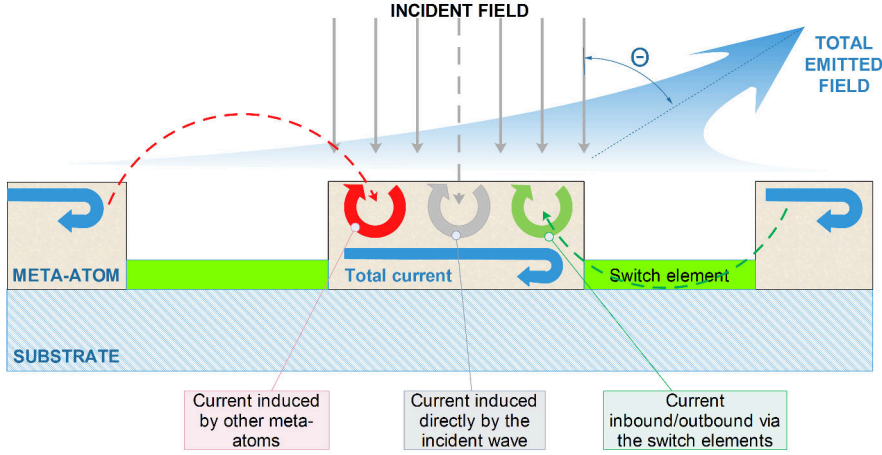 INCIDENT FIELD
Θ
TOTAL
EMITTED
FIELD
META-ATOM
Total current
Switch element
SUBSTRATE
Current induced
by other meta-
atoms
Current induced
directly by the
incident wave
Current
inbound/outbound via
the switch elements